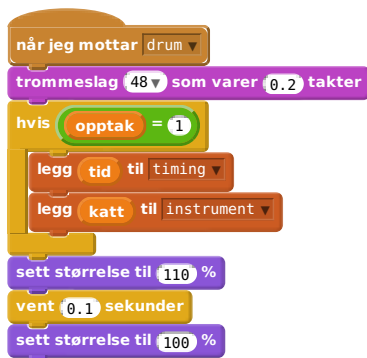 når jeg mottar drum
trommeslag 48 som varer 0.2 takter
hvis opptak = 1
legg tid til timing
legg katt til instrument
sett størrelse til 110 %
vent 0.1 sekunder
sett størrelse til 100 %